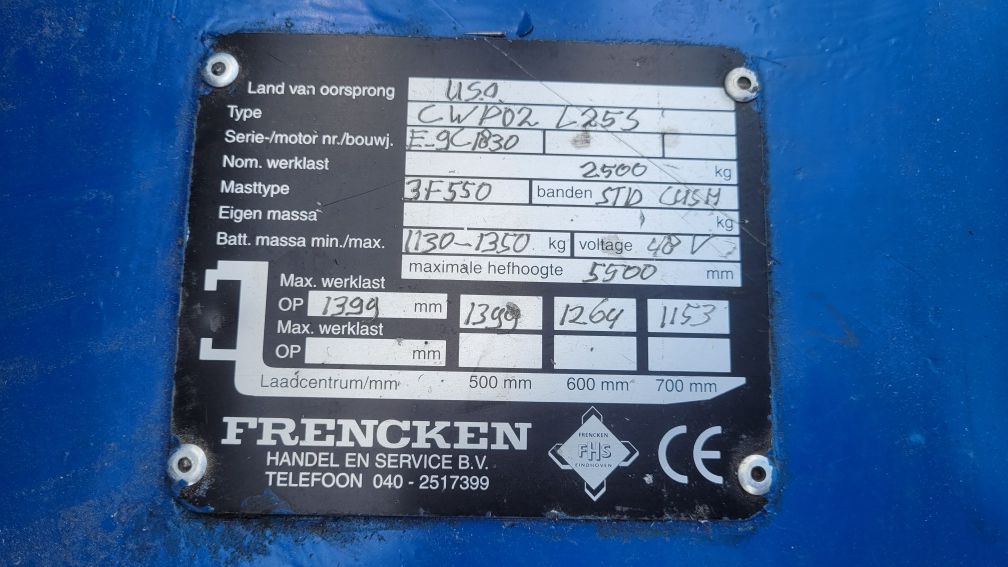 Land van oorsprong USA
Type CWP02 L25S
Serie-/motor nr./bouwj. E-9C1830
Nom. werklast 2500 kg
Masttype 3F550 banden STD CUSH
Eigen massa kg
Batt. massa min./max. 1130-1350 kg voltage 48 V
maximale hefhoogte 5500 mm
Max. werklast
OP 1399 mm 1399 1264 1153
Max. werklast
OP mm
Laadcentrum/mm 500 mm 600 mm 700 mm
FRENCKEN
HANDEL EN SERVICE B.V.
TELEFOON 040 - 2517399
FRENCKEN
FHS
EINDHOVEN
CE